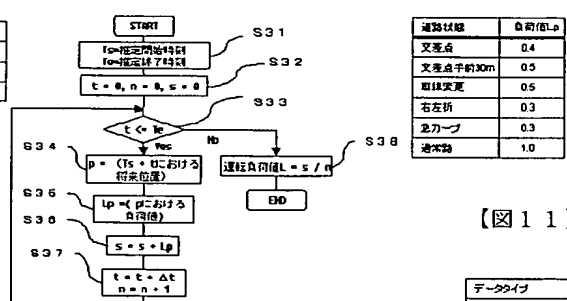 START
S31
Ts=推定開始時刻
Te=推定終了時刻
S32
t = 0, n = 0, s = 0
S33
t <= Te
Yes
No
S34
p = (Ts + tにおける
将来位置)
S38
運転負荷値L = s / n
END
S35
Lp =( pにおける
負荷値)
S36
s = s + Lp
S37
t = t + Δt
n = n + 1
道路状態 負荷値Lp
交差点 0.4
交差点手前30m 0.5
車線変更 0.5
右左折 0.3
急カーブ 0.3
通常路 1.0
【図11
データタイプ